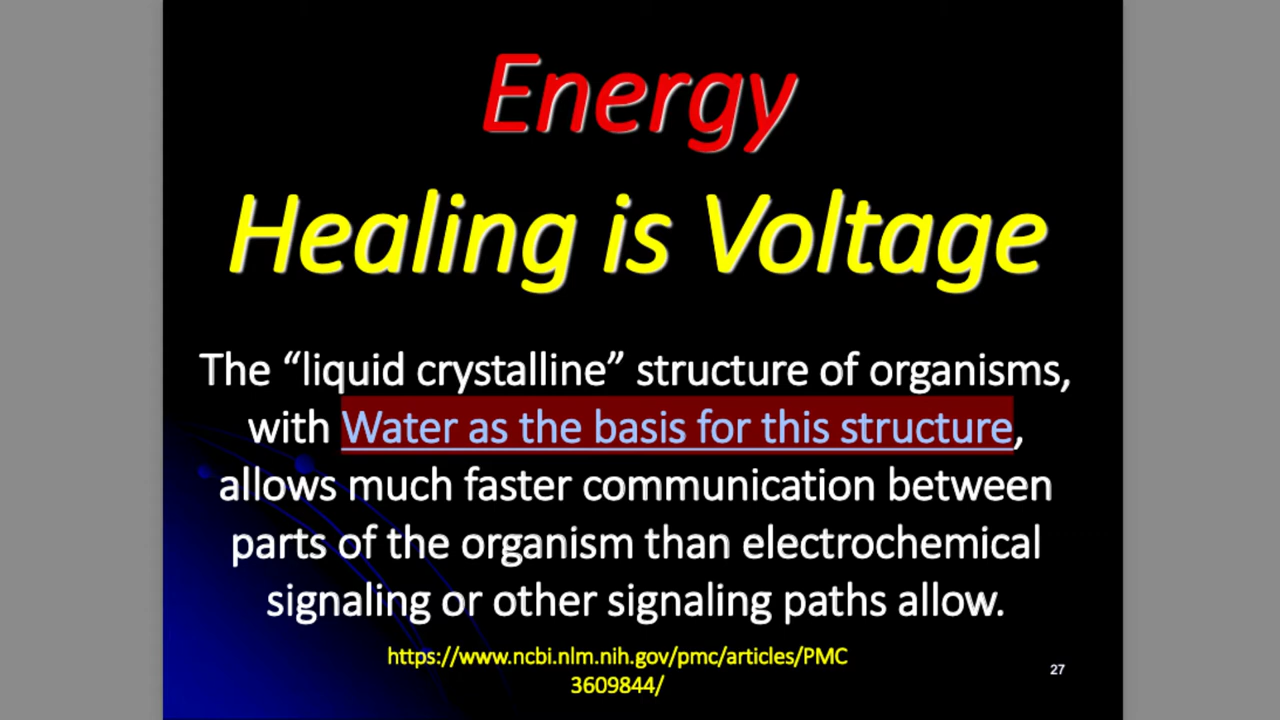 Energy
Healing is Voltage
The “liquid crystalline” structure of organisms,
with Water as the basis for this structure,
allows much faster communication between
parts of the organism than electrochemical
signaling or other signaling paths allow.
https://www.ncbi.nlm.nih.gov/pmc/articles/PMC
3609844/
27